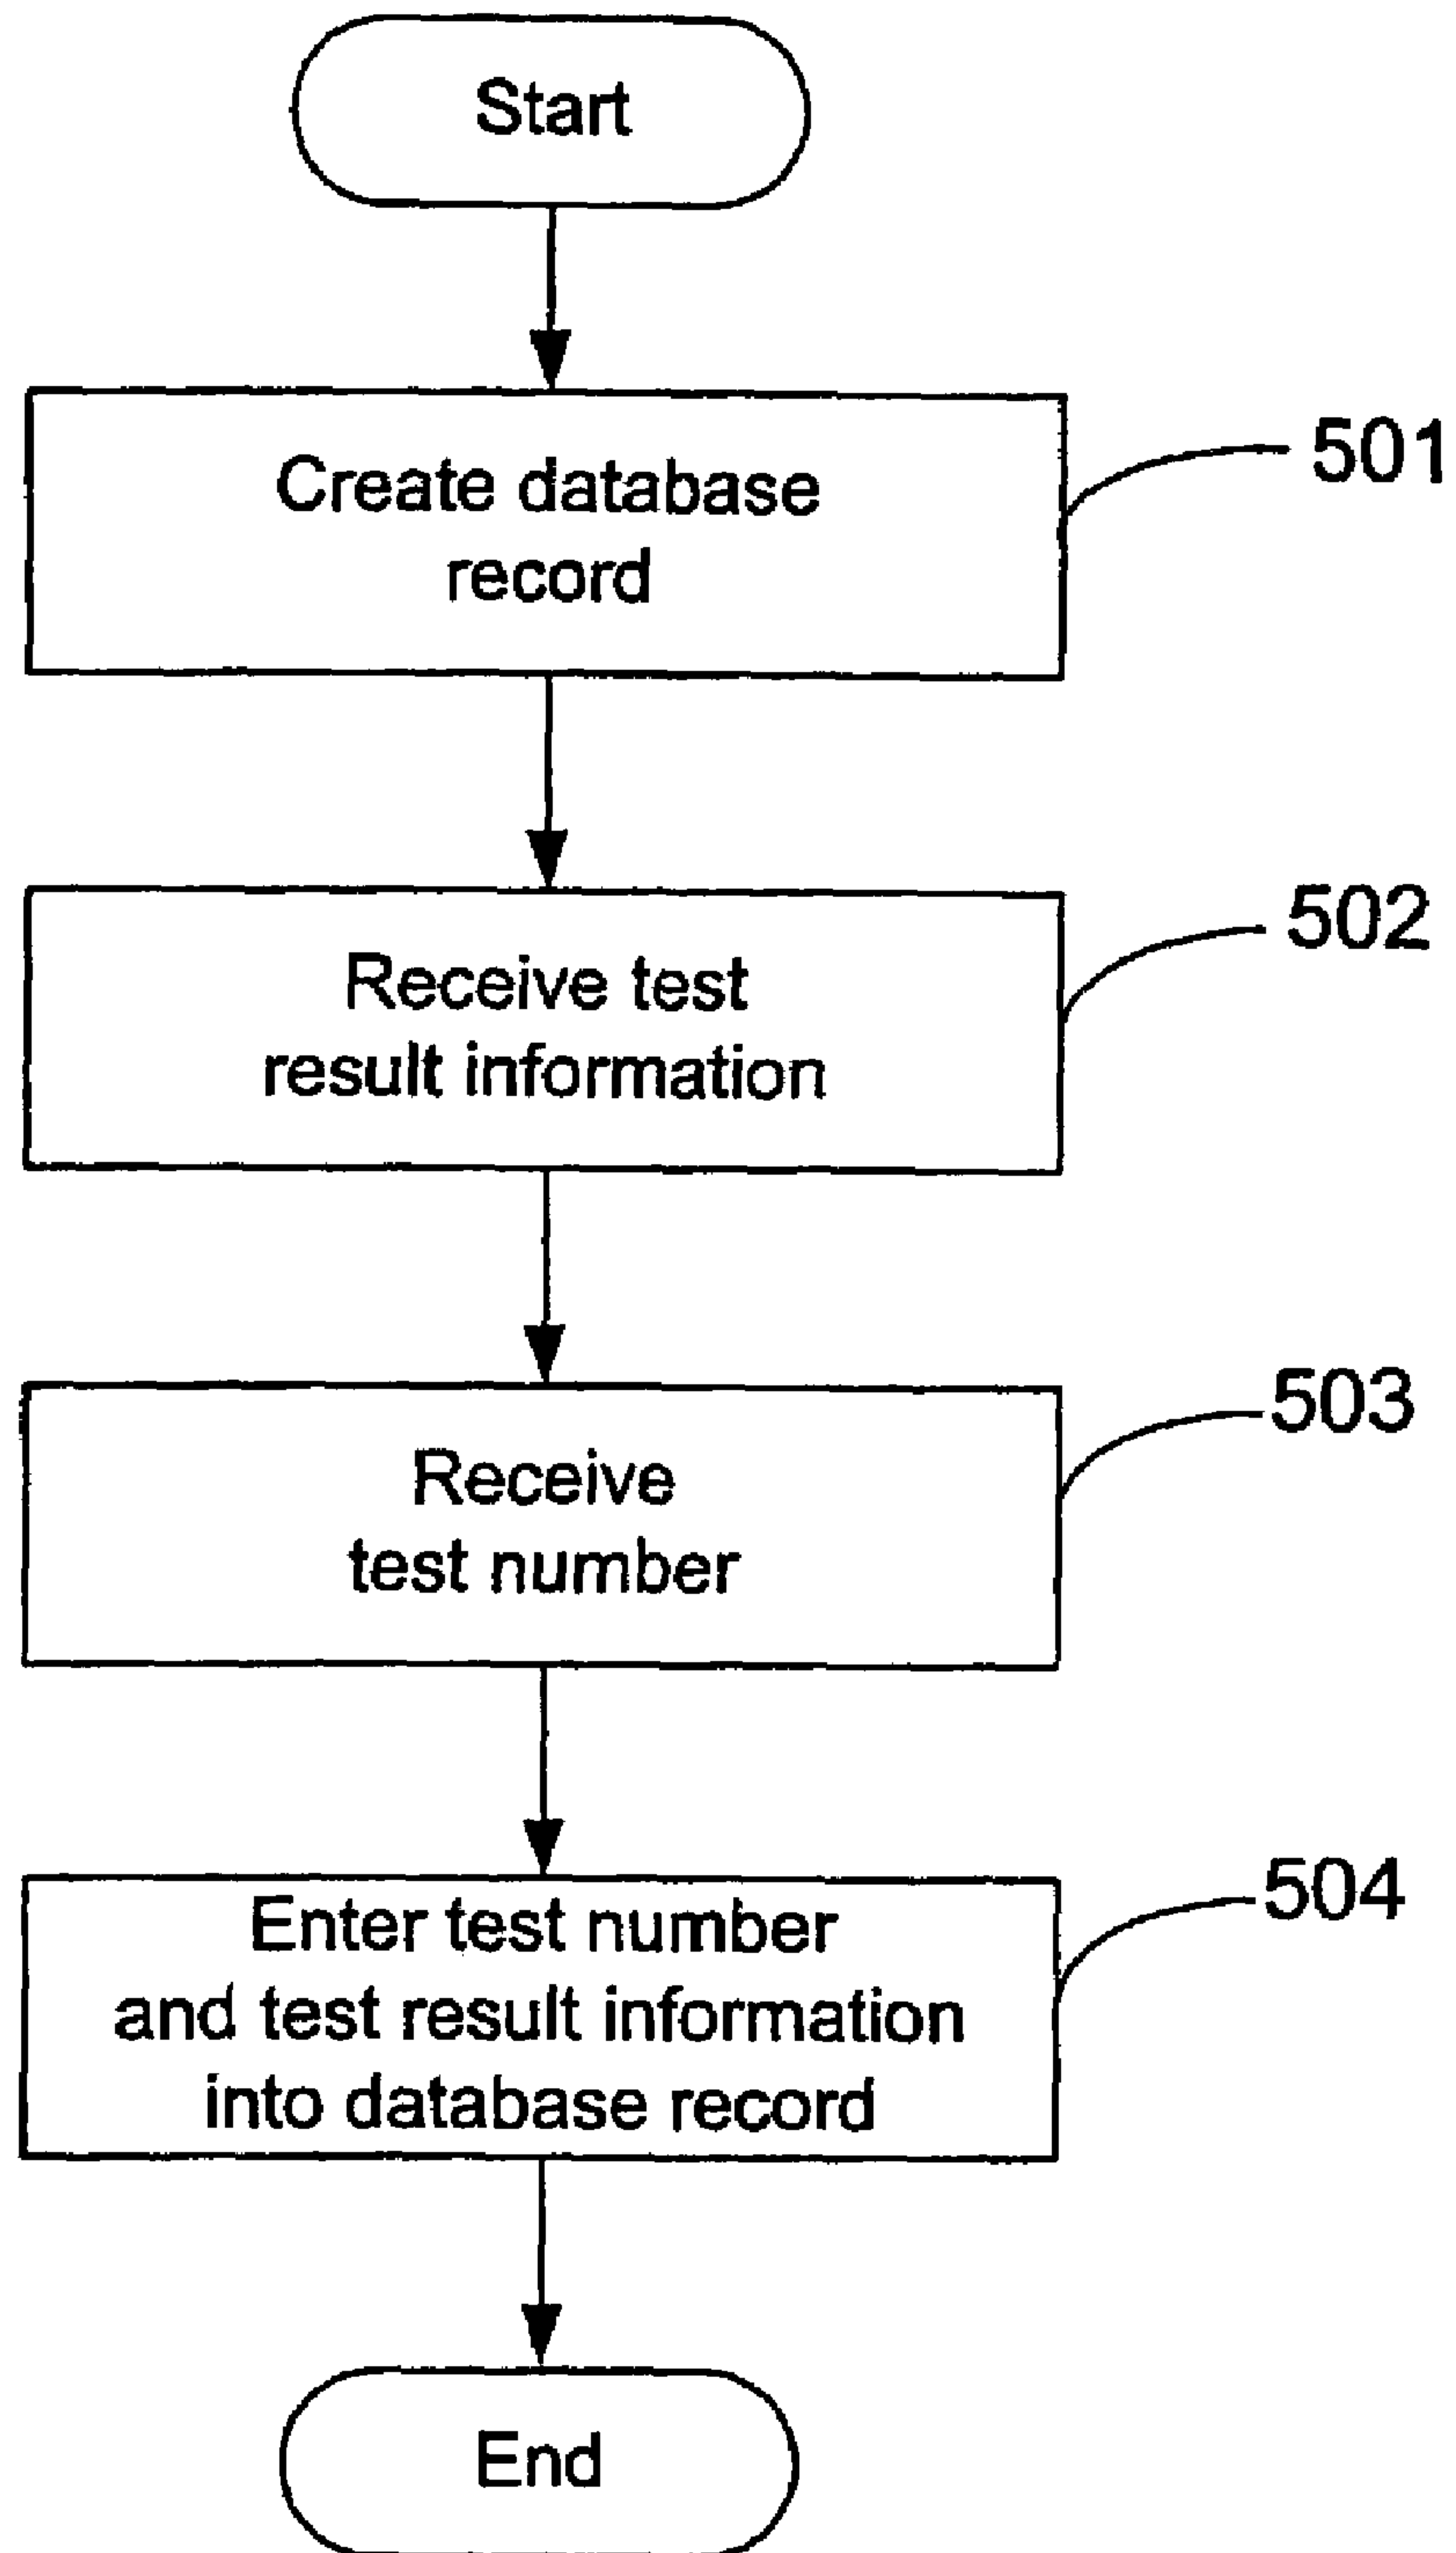 Start
Create database
record
501
Receive test
result information
502
Receive
test number
503
Enter test number
and test result information
into database record
504
End